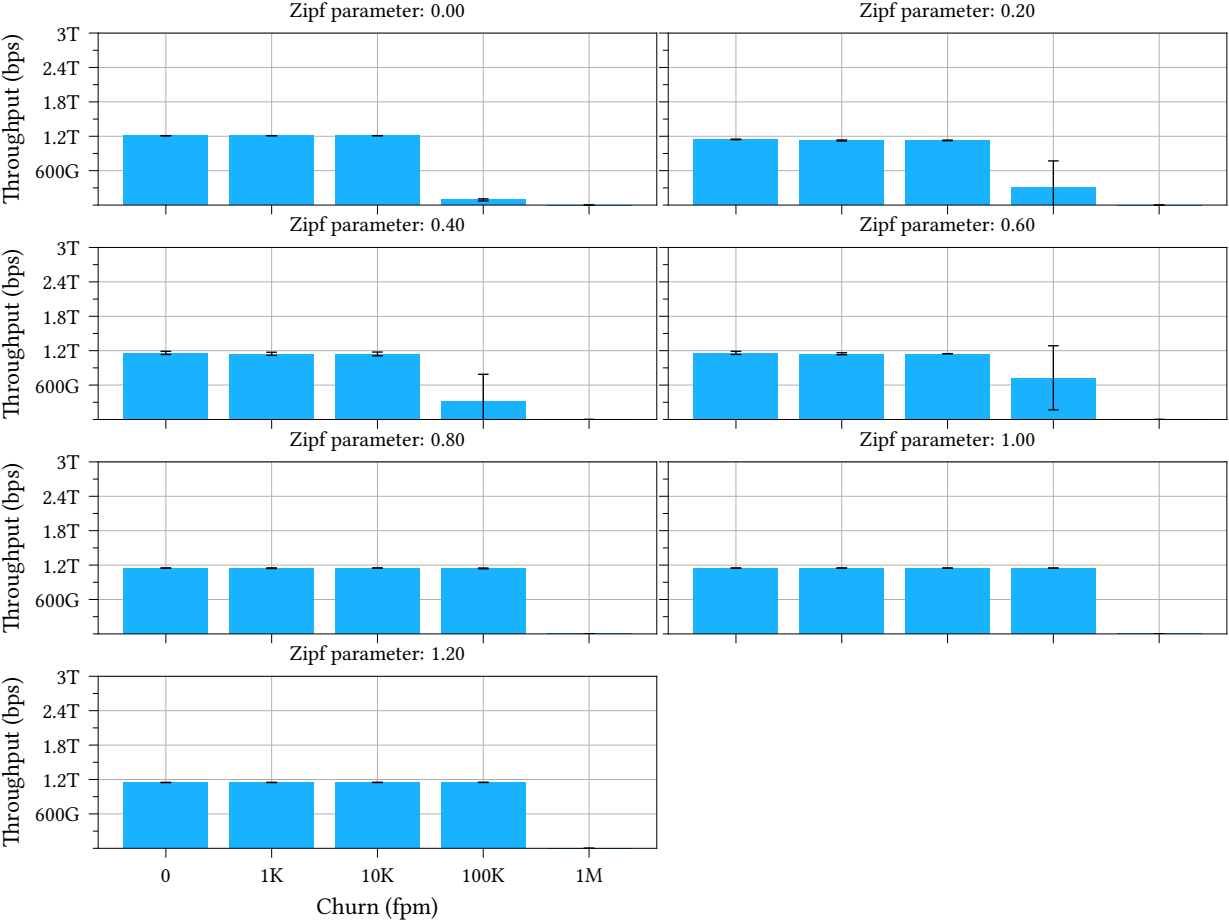 Zipf parameter: 0.00
Zipf parameter: 0.20
Throughput (bps)
3T
2.4T
1.8T
1.2T
600G
Zipf parameter: 0.40
Zipf parameter: 0.60
Throughput (bps)
3T
2.4T
1.8T
1.2T
600G
Zipf parameter: 0.80
Zipf parameter: 1.00
Throughput (bps)
3T
2.4T
1.8T
1.2T
600G
Zipf parameter: 1.20
Throughput (bps)
3T
2.4T
1.8T
1.2T
600G
0 1K 10K 100K 1M
Churn (fpm)